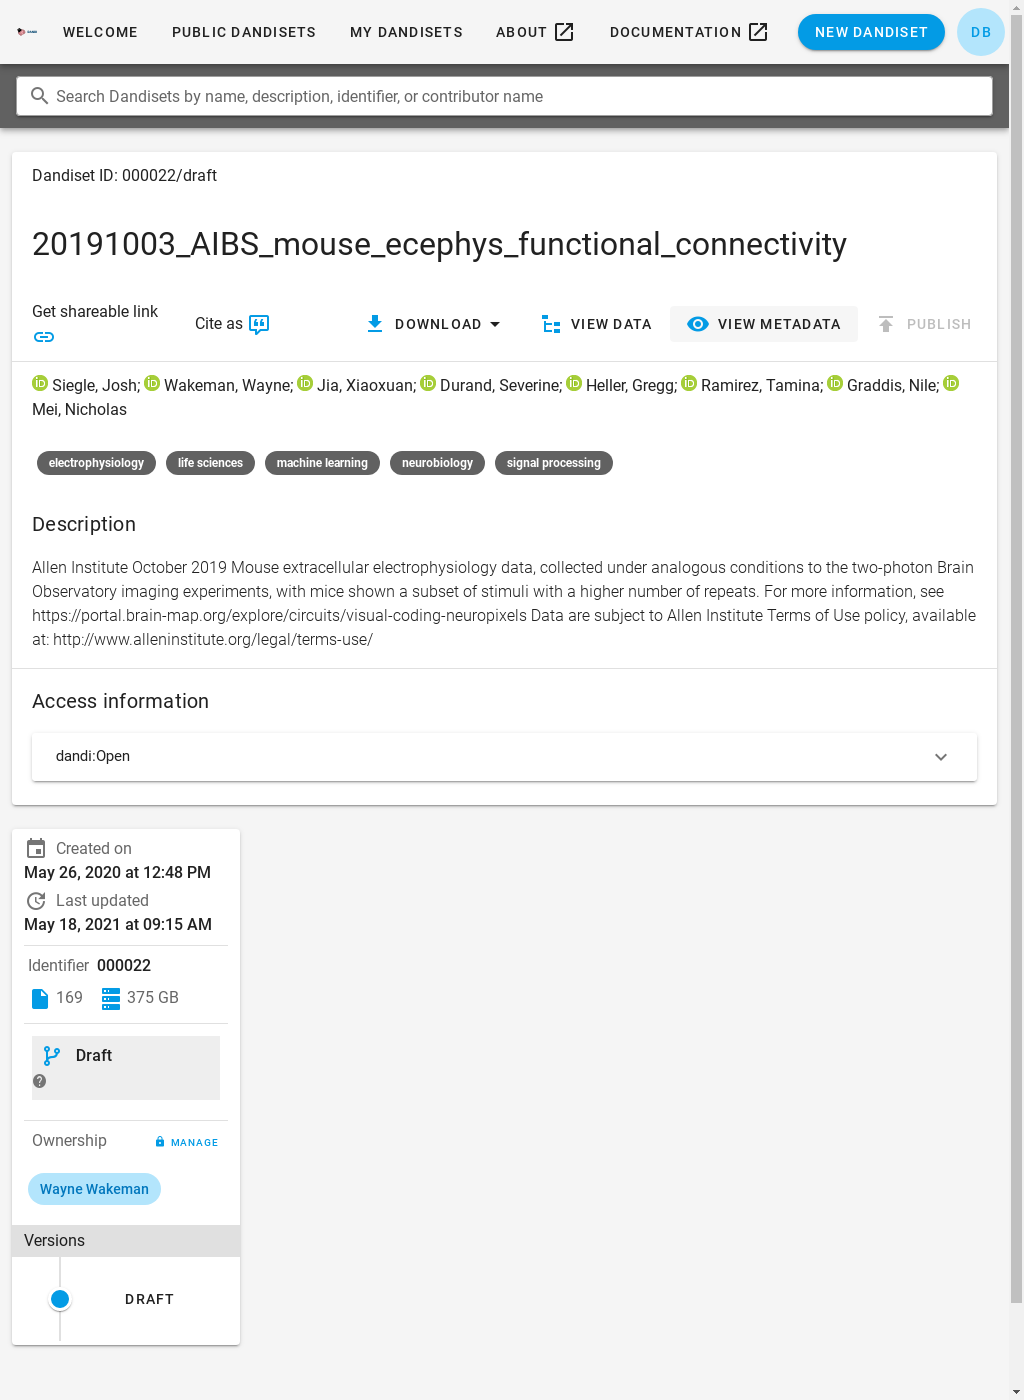 WELCOME PUBLIC DANDISETS MY DANDISETS ABOUT DOCUMENTATION NEW DANDISET DB
Search Dandisets by name, description, identifier, or contributor name
Dandiset ID: 000022/draft
20191003_AIBS_mouse_ecephys_functional_connectivity
Get shareable link
Cite as
DOWNLOAD VIEW DATA VIEW METADATA PUBLISH
iD Siegle, Josh; iD Wakeman, Wayne; iD Jia, Xiaoxuan; iD Durand, Severine; iD Heller, Gregg; iD Ramirez, Tamina; iD Graddis, Nile; iD
Mei, Nicholas
electrophysiology life sciences machine learning neurobiology signal processing
Description
Allen Institute October 2019 Mouse extracellular electrophysiology data, collected under analogous conditions to the two-photon Brain
Observatory imaging experiments, with mice shown a subset of stimuli with a higher number of repeats. For more information, see
https://portal.brain-map.org/explore/circuits/visual-coding-neuropixels Data are subject to Allen Institute Terms of Use policy, available
at: http://www.alleninstitute.org/legal/terms-use/
Access information
dandi:Open
Created on
May 26, 2020 at 12:48 PM
Last updated
May 18, 2021 at 09:15 AM
Identifier 000022
169 375 GB
Draft
?
Ownership MANAGE
Wayne Wakeman
Versions
DRAFT